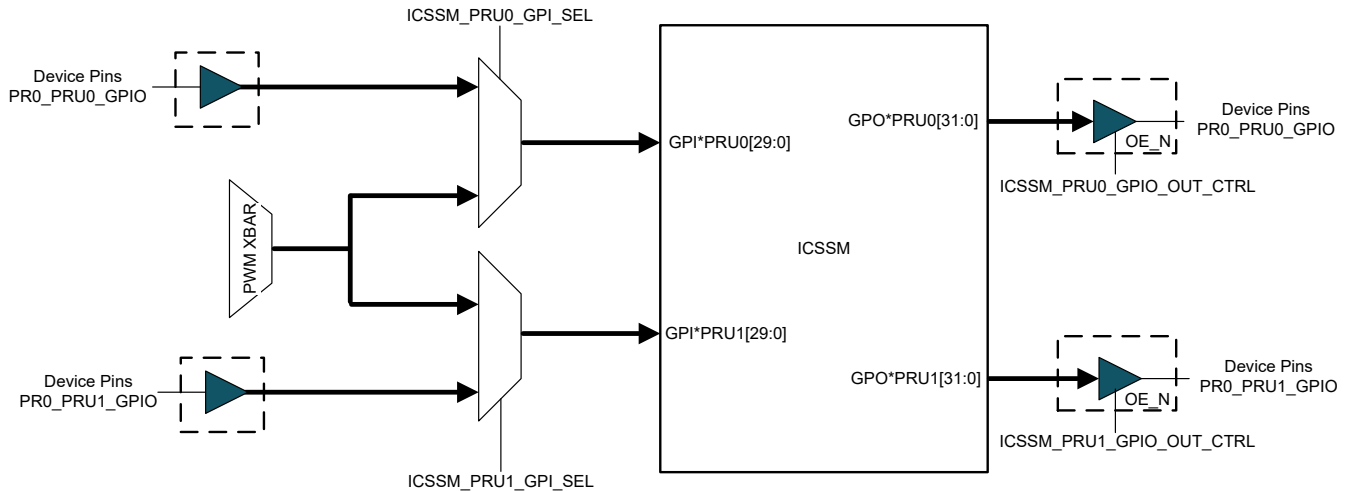 ICSSM_PRU0_GPI_SEL
Device Pins
PR0_PRU0_GPIO
GPI*PRU0[29:0]
GPO*PRU0[31:0]
OE_N
Device Pins
PR0_PRU0_GPIO
ICSSM_PRU0_GPIO_OUT_CTRL
PWM XBAR
ICSSM
GPI*PRU1[29:0]
Device Pins
PR0_PRU1_GPIO
GPO*PRU1[31:0]
OE_N
Device Pins
PR0_PRU1_GPIO
ICSSM_PRU1_GPIO_OUT_CTRL
ICSSM_PRU1_GPI_SEL